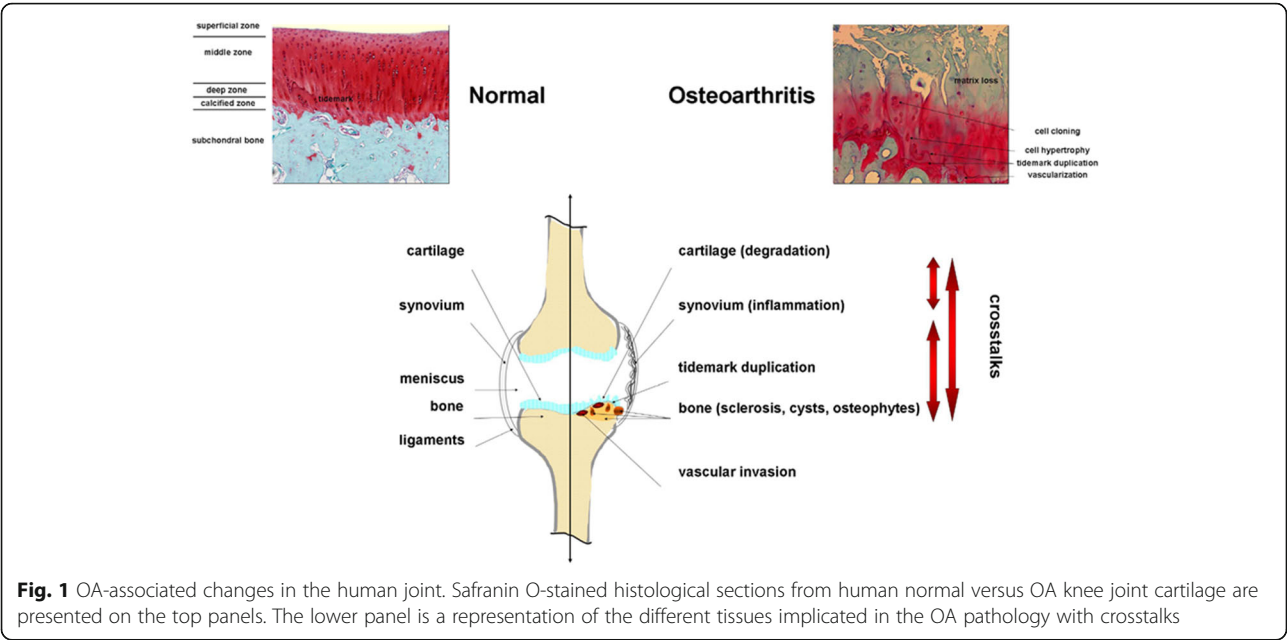 superficial zone
middle zone
deep zone
calcified zone
subchondral bone
tidemark
Normal
Osteoarthritis
matrix loss
cell cloning
cell hypertrophy
tidemark duplication
vascularization
cartilage
synovium
meniscus
bone
ligaments
cartilage (degradation)
synovium (inflammation)
tidemark duplication
bone (sclerosis, cysts, osteophytes)
vascular invasion
crosstalks
Fig. 1 OA-associated changes in the human joint. Safranin O-stained histological sections from human normal versus OA knee joint cartilage are
presented on the top panels. The lower panel is a representation of the different tissues implicated in the OA pathology with crosstalks